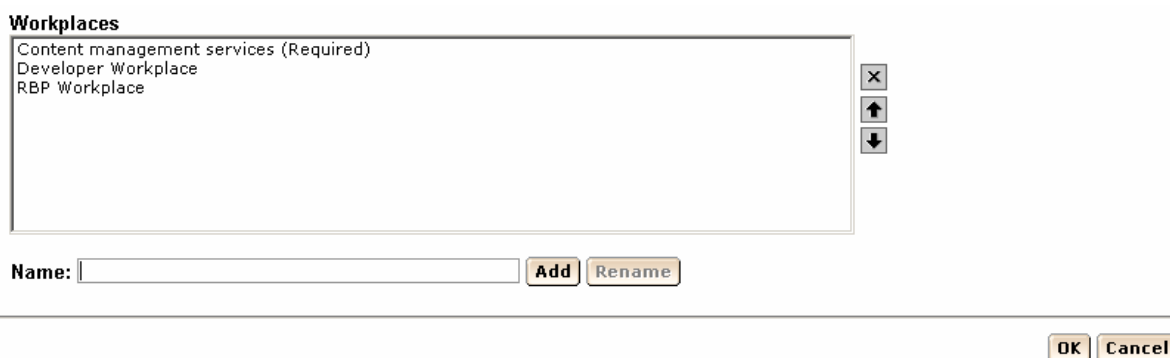 Workplaces
Content management services (Required)
Developer Workplace
RBP Workplace
Name: Add Rename
OK Cancel